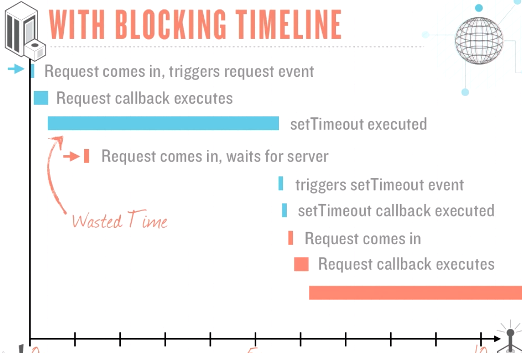 WITH BLOCKING TIMELINE
Request comes in, triggers request event
Request callback executes
setTimeout executed
Request comes in, waits for server
triggers setTimeout event
setTimeout callback executed
Wasted Time
Request comes in
Request callback executes